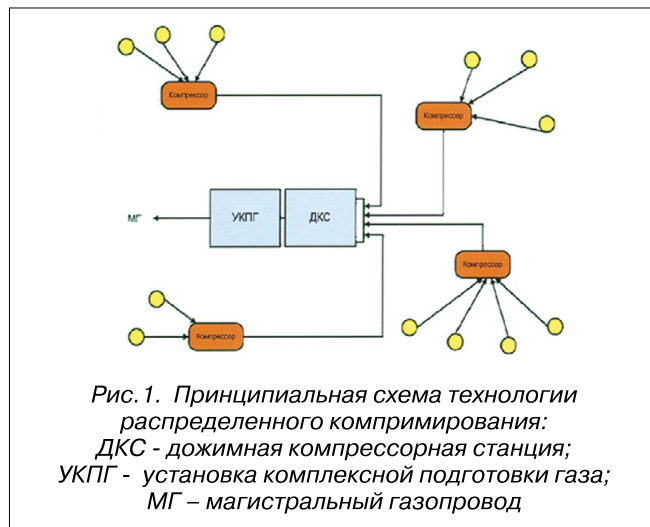 Компрессор
Компрессор
МГ
УКПГ
ДКС
Компрессор
Компрессор
Рис.1. Принципиальная схема технологии
распределенного компримирования:
ДКС - дожимная компрессорная станция;
УКПГ - установка комплексной подготовки газа;
МГ – магистральный газопровод